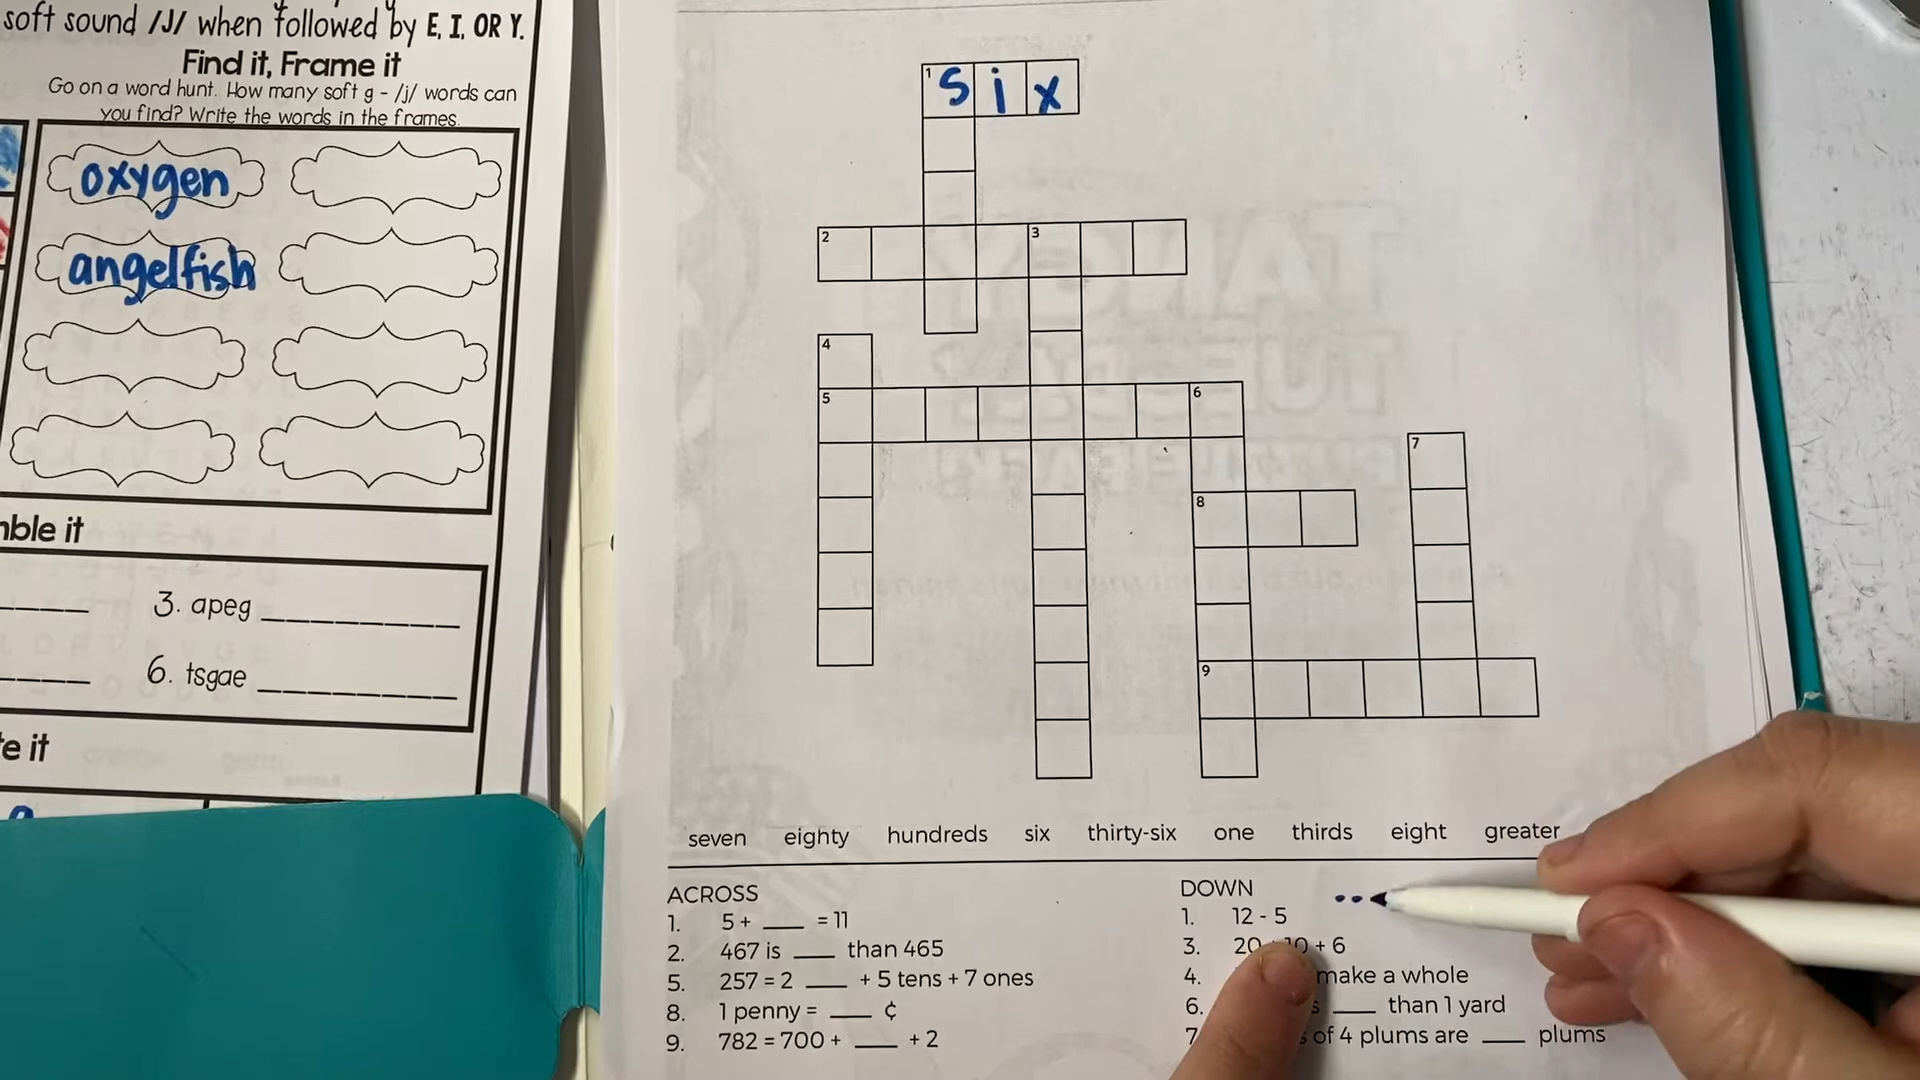 soft sound /J/ when followed by E, I, OR Y.
Find it, Frame it
Go on a word hunt. How many soft g - /j/ words can
you find? Write the words in the frames.
oxygen
angelfish
3. apeg
6. tsgae
1 s i x
2
3
4
5
6
7
8
9
seven eighty hundreds six thirty-six one thirds eight greater
ACROSS
1. 5 + ___ = 11
2. 467 is ___ than 465
5. 257 = 2 ___ + 5 tens + 7 ones
8. 1 penny = ___ ¢
9. 782 = 700 + ___ + 2
DOWN
1. 12 - 5
3. 20 + 10 + 6
4. make a whole
6. ___ than 1 yard
7 of 4 plums are ___ plums